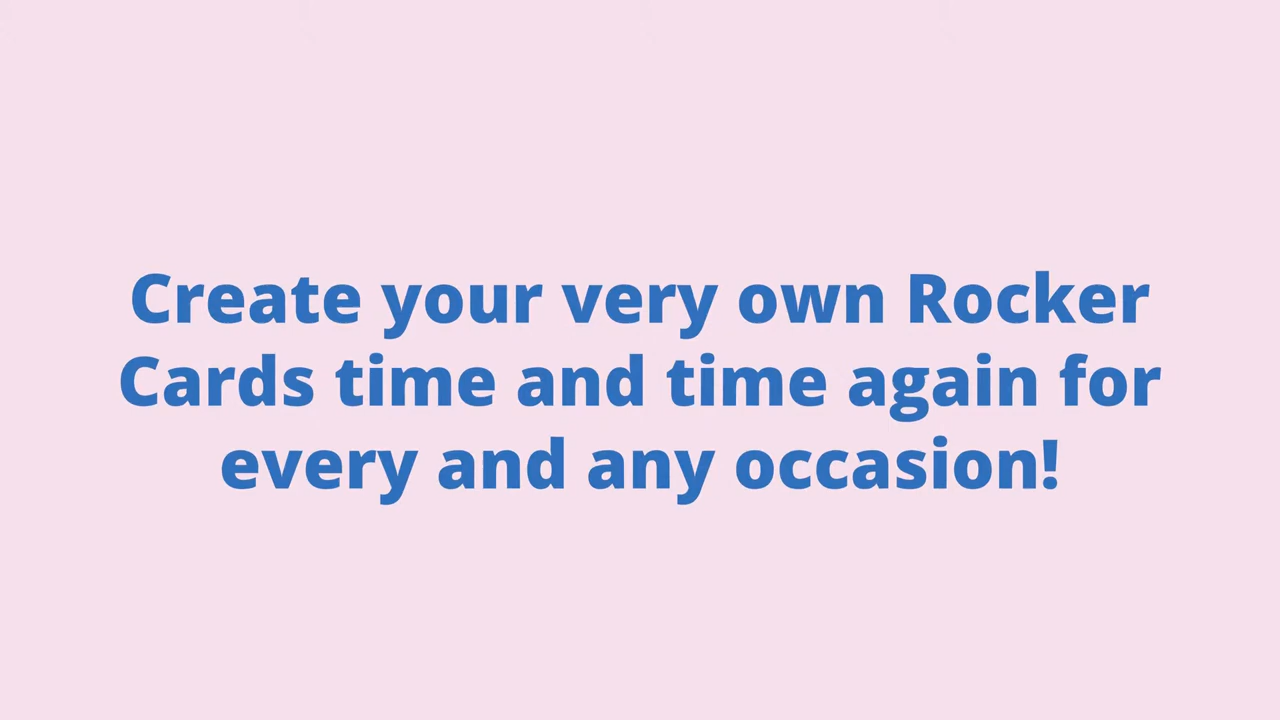 Create your very own Rocker
Cards time and time again for
every and any occasion!